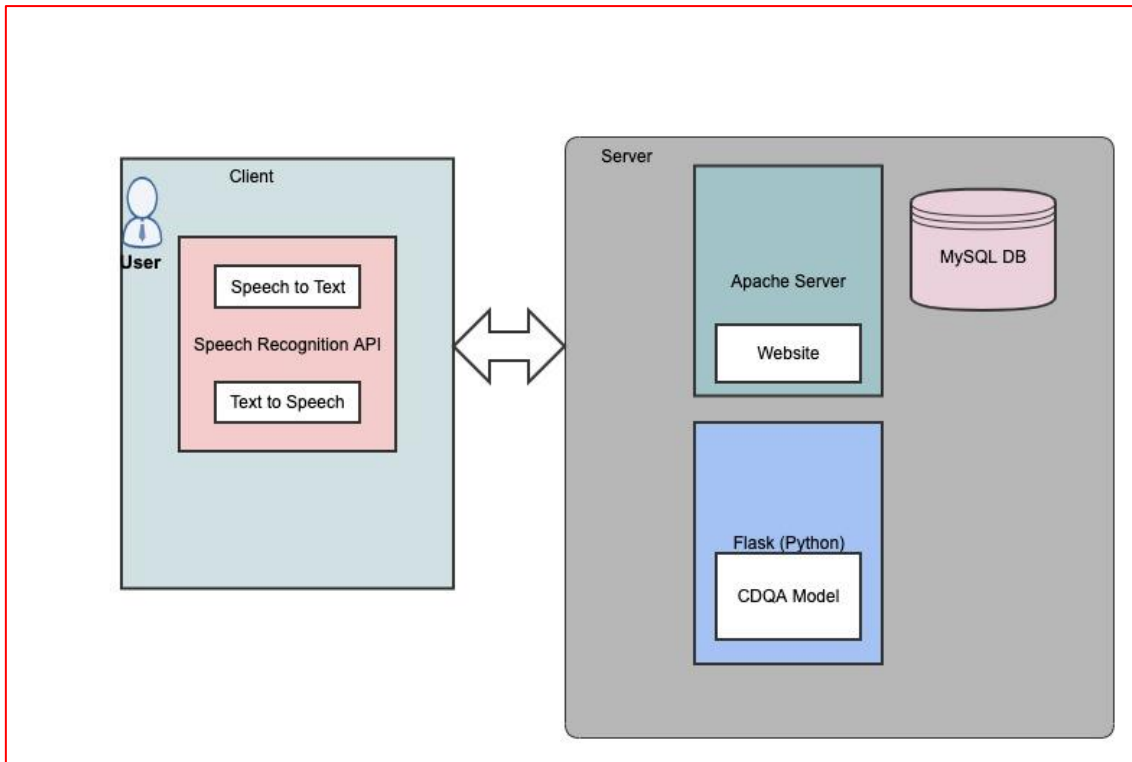 Client
User
Speech to Text
Speech Recognition API
Text to Speech
Server
Apache Server
Website
MySQL DB
Flask (Python)
CDQA Model